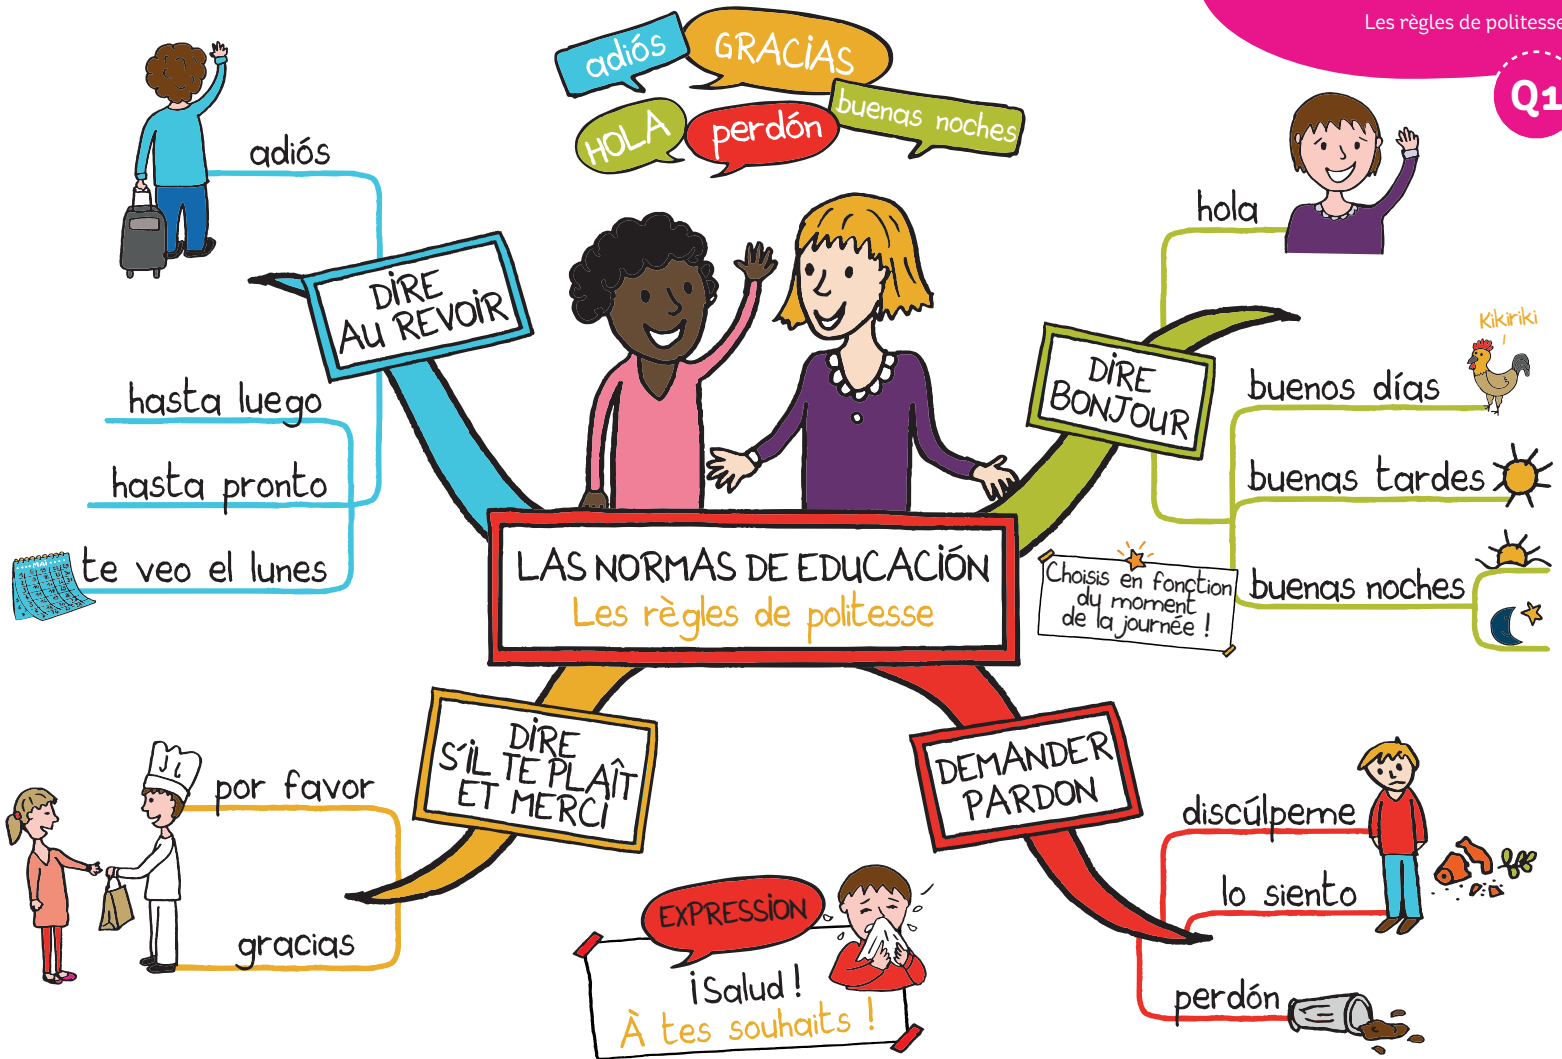 Les règles de politesse
Q1
adiós
GRACIAS
HOLA
perdón
buenas noches
adiós
DIRE
AU REVOIR
hasta luego
hasta pronto
te veo el lunes
MAI
hola
DIRE
BONJOUR
Kikiriki
buenos días
buenas tardes
buenas noches
Choisis en fonction
du moment
de la journée !
LAS NORMAS DE EDUCACIÓN
Les règles de politesse
DIRE
S'IL TE PLAÎT
ET MERCI
por favor
gracias
DEMANDER
PARDON
discúlpeme
lo siento
perdón
EXPRESSION
¡Salud !
À tes souhaits !